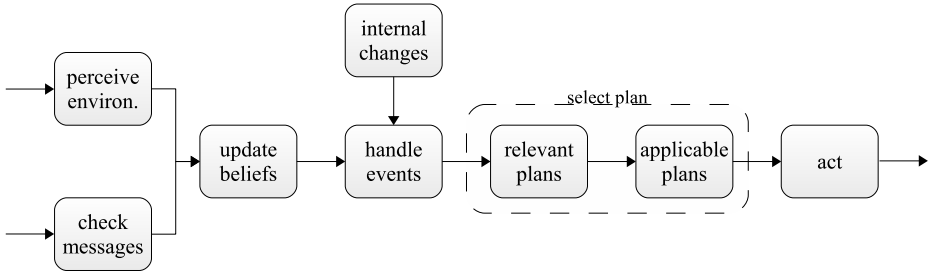 internal
changes
perceive
environ.
select plan
update
beliefs
handle
events
relevant
plans
applicable
plans
act
check
messages